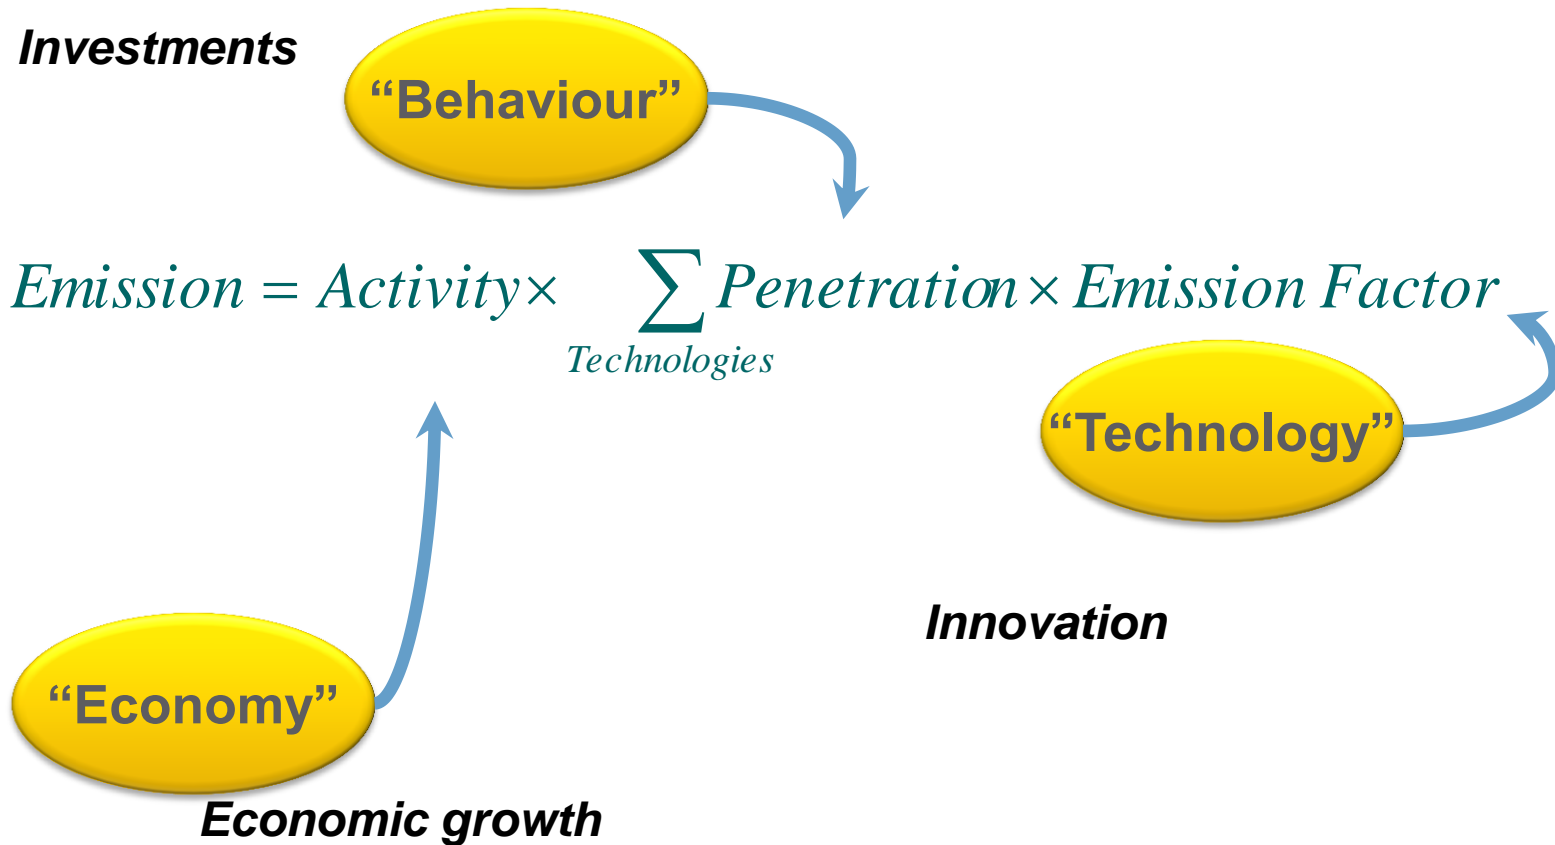 Investments
“Behaviour”
Emission = Activity × ∑ Penetration × Emission Factor
Technologies
“Technology”
Innovation
“Economy”
Economic growth